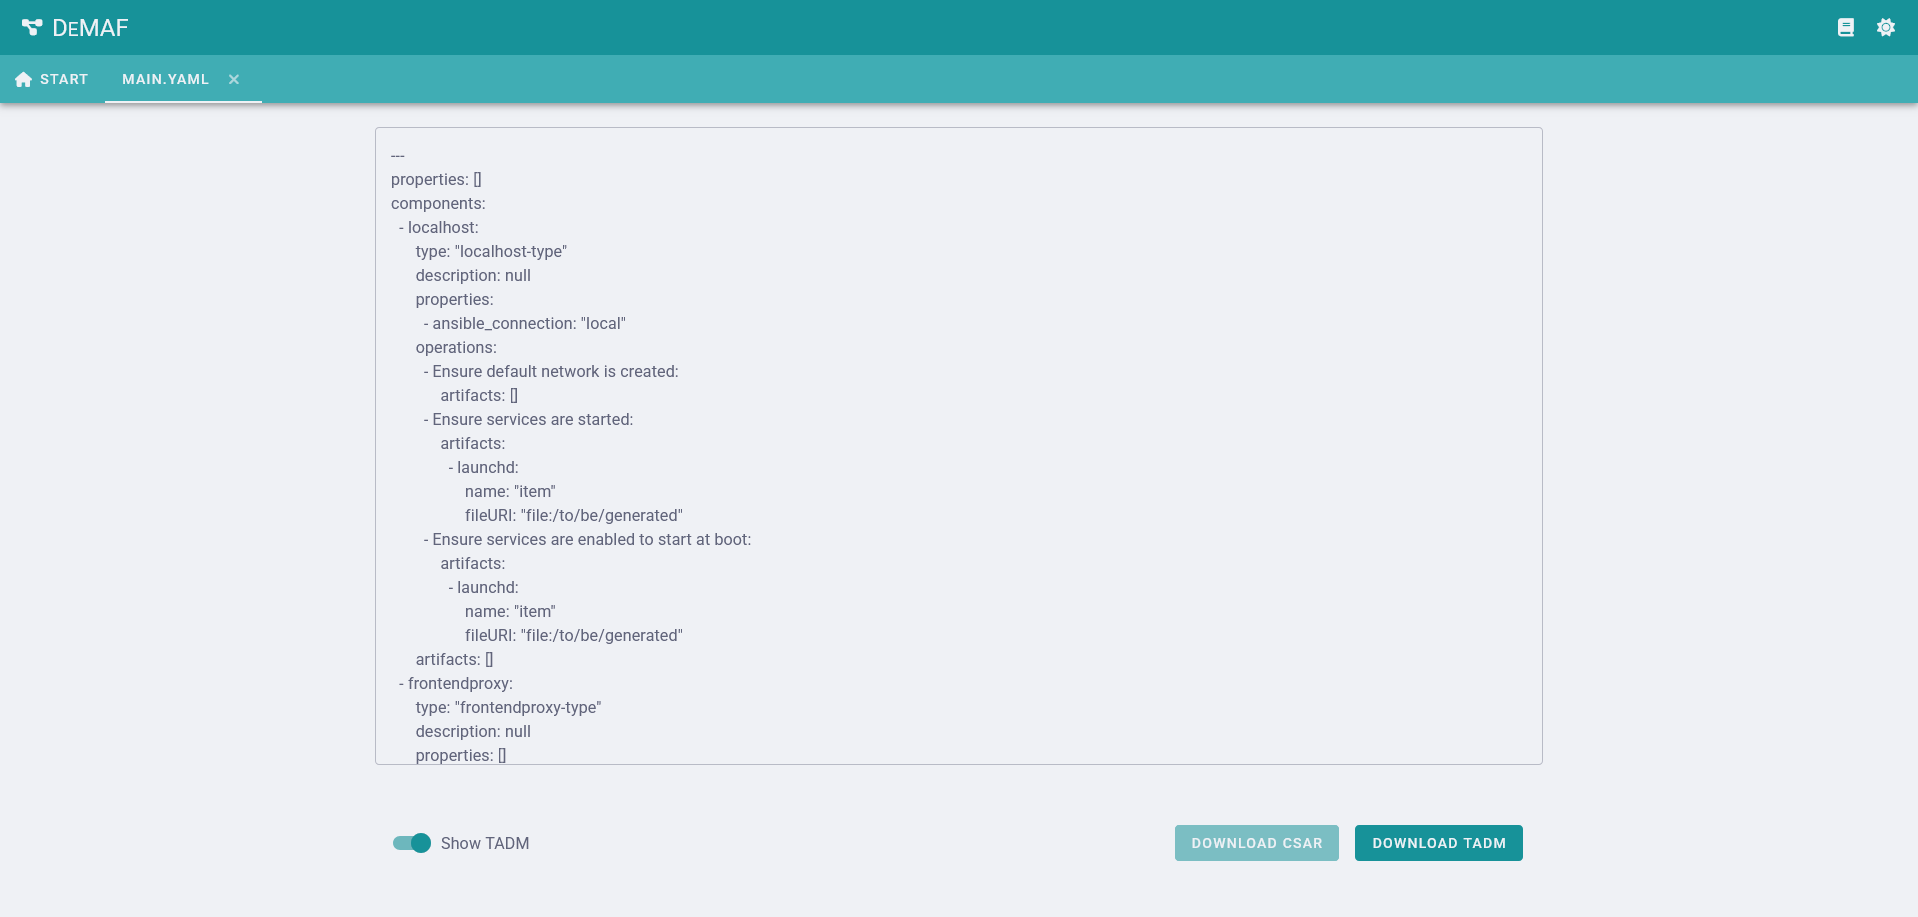 DEMAF
START MAIN.YAML
---
properties: []
components:
  - localhost:
      type: "localhost-type"
      description: null
      properties:
        - ansible_connection: "local"
      operations:
        - Ensure default network is created:
            artifacts: []
        - Ensure services are started:
            artifacts:
              - launchd:
                  name: "item"
                  fileURI: "file:/to/be/generated"
        - Ensure services are enabled to start at boot:
            artifacts:
              - launchd:
                  name: "item"
                  fileURI: "file:/to/be/generated"
      artifacts: []
  - frontendproxy:
      type: "frontendproxy-type"
      description: null
      properties: []
Show TADM DOWNLOAD CSAR DOWNLOAD TADM